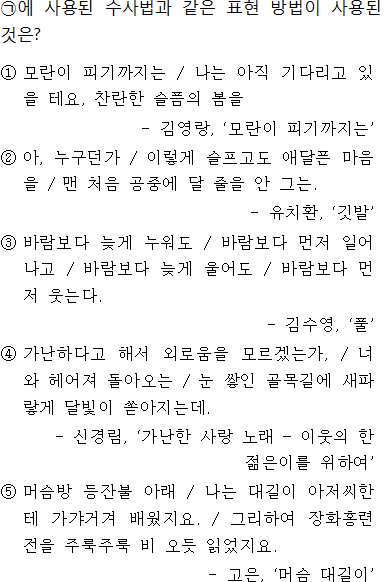 ㉠에 사용된 수사법과 같은 표현 방법이 사용된
것은?
① 모란이 피기까지는 / 나는 아직 기다리고 있
을 테요, 찬란한 슬픔의 봄을
- 김영랑, ‘모란이 피기까지는’
② 아, 누구던가 / 이렇게 슬프고도 애달픈 마음
을 / 맨 처음 공중에 달 줄을 안 그는.
- 유치환, ‘깃발’
③ 바람보다 늦게 누워도 / 바람보다 먼저 일어
나고 / 바람보다 늦게 울어도 / 바람보다 먼
저 웃는다.
- 김수영, ‘풀’
④ 가난하다고 해서 외로움을 모르겠는가, / 너
와 헤어져 돌아오는 / 눈 쌓인 골목길에 새파
랗게 달빛이 쏟아지는데.
- 신경림, ‘가난한 사랑 노래 - 이웃의 한
젊은이를 위하여’
⑤ 머슴방 등잔불 아래 / 나는 대길이 아저씨한
테 가갸거겨 배웠지요. / 그리하여 장화홍련
전을 주룩주룩 비 오듯 읽었지요.
- 고은, ‘머슴 대길이’